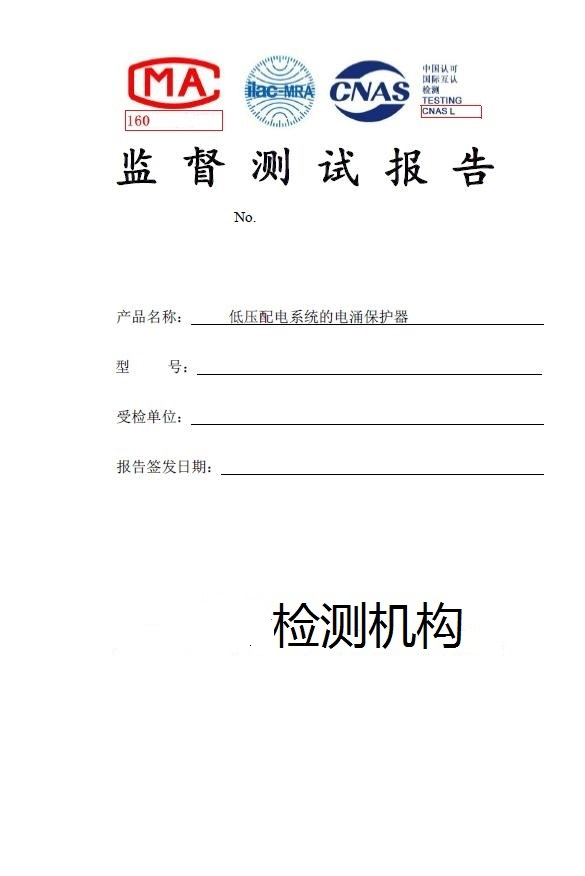 MA
ilac-MRA
CNAS
中国认可
国际互认
检测
TESTING
CNAS L
160
监督测试报告
No.
产品名称： 低压配电系统的电涌保护器
型 号：
受检单位：
报告签发日期：
检测机构